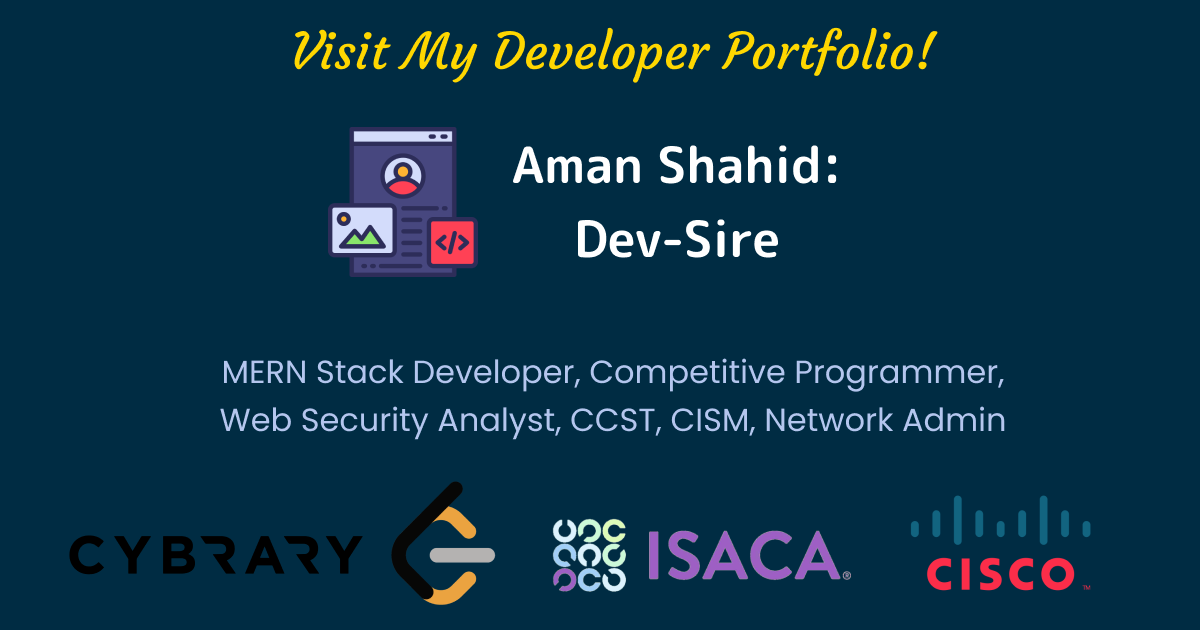 Visit My Developer Portfolio!
Aman Shahid:
Dev-Sire
</>
MERN Stack Developer, Competitive Programmer,
Web Security Analyst, CCST, CISM, Network Admin
CYBRARY
ISACA®
CISCO™